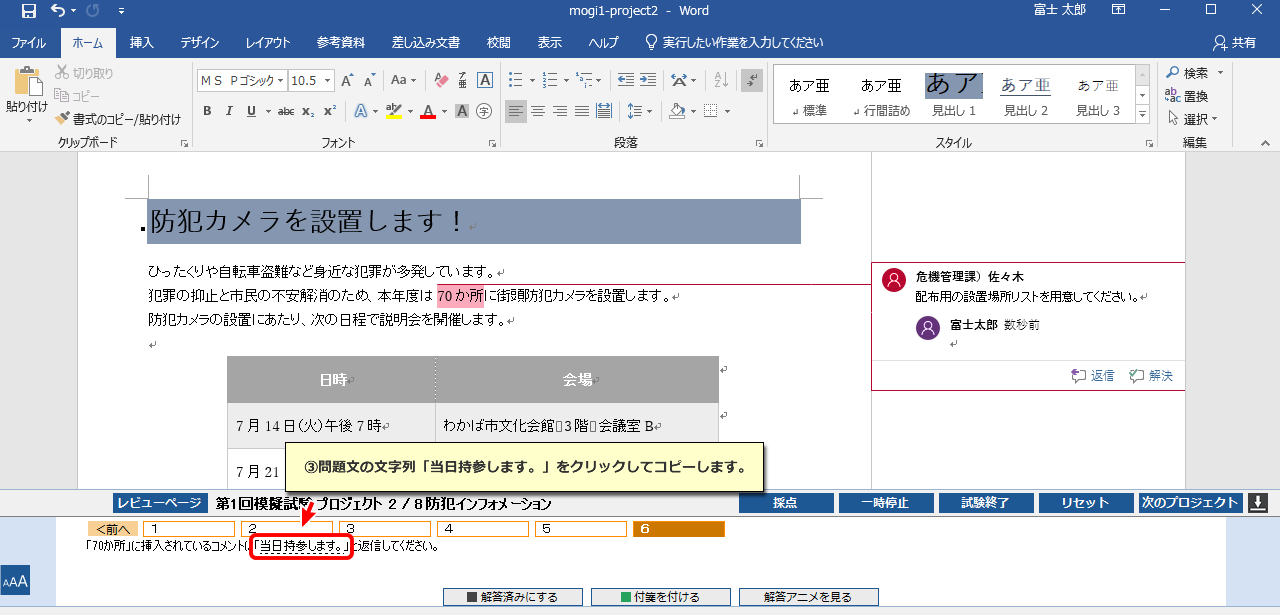 mogi1-project2 - Word
富士 太郎
ファイル ホーム 挿入 デザイン レイアウト 参考資料 差し込み文書 校閲 表示 ヘルプ 実行したい作業を入力してください 共有
貼り付け
切り取り
コピー
書式のコピー/貼り付け
クリップボード
ＭＳ Ｐゴシック 10.5 A A Aa A
B I U abc x₂ x² A ab A A 字
フォント
段落
あア亜 あア亜 あア あア亜 あア亜
標準 行間詰め 見出し 1 見出し 2 見出し 3
スタイル
検索
置換
選択
編集
防犯カメラを設置します！
ひったくりや自転車盗難など身近な犯罪が多発しています。
犯罪の抑止と市民の不安解消のため、本年度は 70 か所に街頭防犯カメラを設置します。
防犯カメラの設置にあたり、次の日程で説明会を開催します。
危機管理課）佐々木
配布用の設置場所リストを用意してください。
富士太郎 数秒前
返信 解決
日時 会場
7 月 14 日(火)午後 7 時 わかば市文化会館 3 階 会議室 B
7 月 21
③問題文の文字列「当日持参します。」をクリックしてコピーします。
レビューページ 第1回模擬試験 プロジェクト 2 / 8 防犯インフォメーション 採点 一時停止 試験終了 リセット 次のプロジェクト
<前へ 1 2 3 4 5 6
「70か所」に挿入されているコメントに「当日持参します。」と返信してください。
AAA
解答済みにする 付箋を付ける 解答アニメを見る